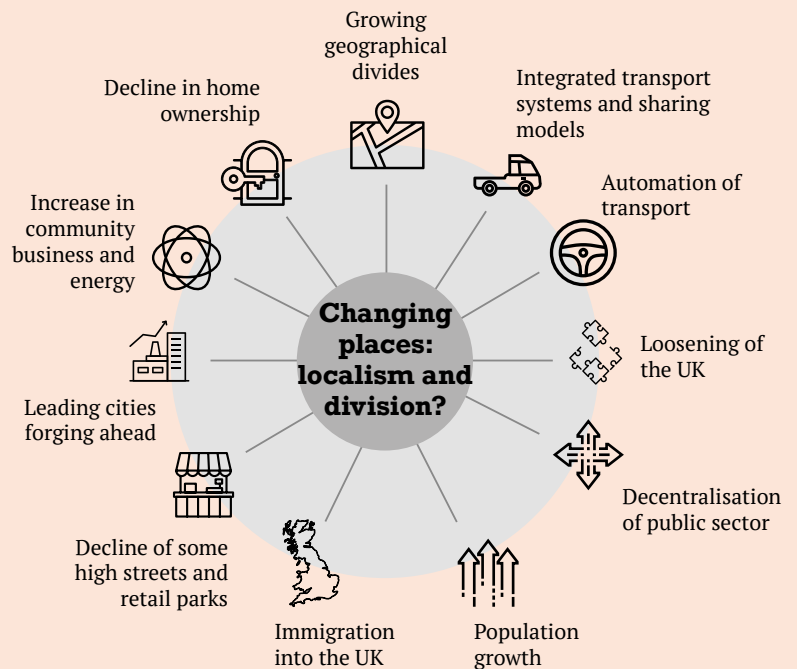 Growing
geographical
divides
Integrated transport
systems and sharing
models
Automation of
transport
Loosening of
the UK
Decentralisation
of public sector
Population
growth
Immigration
into the UK
Decline of some
high streets and
retail parks
Leading cities
forging ahead
Increase in
community
business and
energy
Decline in home
ownership
Changing
places:
localism and
division?